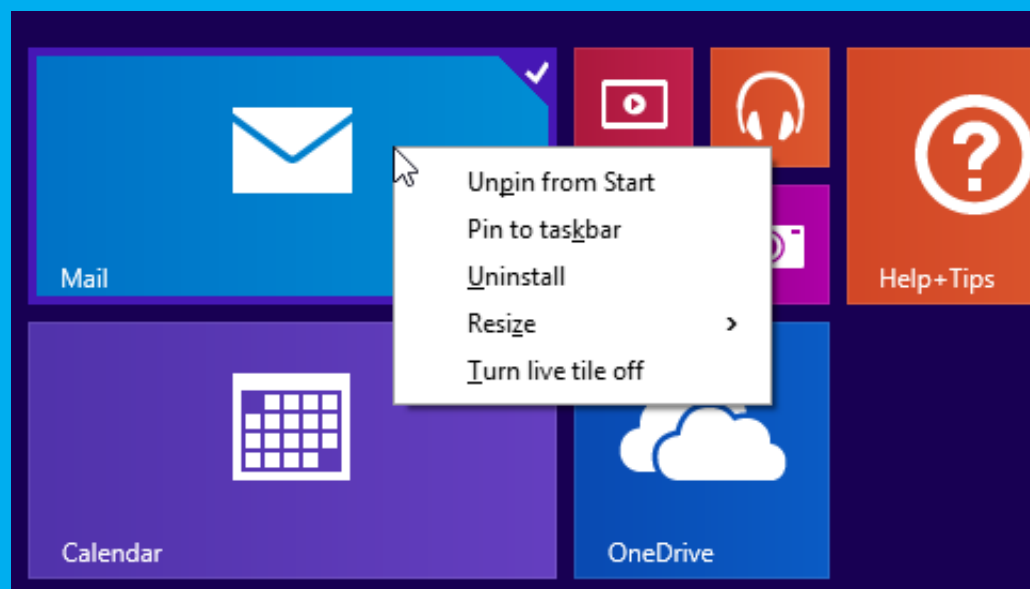 Unpin from Start
Pin to taskbar
Uninstall
Resize
Turn live tile off
Mail
Help+Tips
Calendar
OneDrive